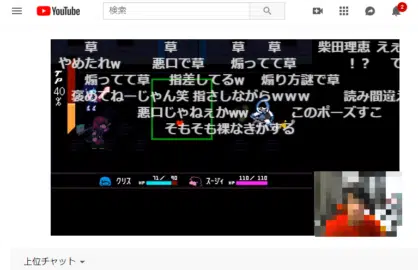 YouTube
検索
2
草 草 草 草 柴田理恵 ええ
やめたれw 悪口で草 煽ってて草 !? て
煽ってて草 指差してるw 煽り方謎で草
褒めてねーじゃん笑 指さしながらwww 読み間違え
悪口じゃねぇかww このポーズすこ
そもそも裸なきがする
TP
40
%
クリス HP 71/ 90 スージィ HP 110/ 110
上位チャット